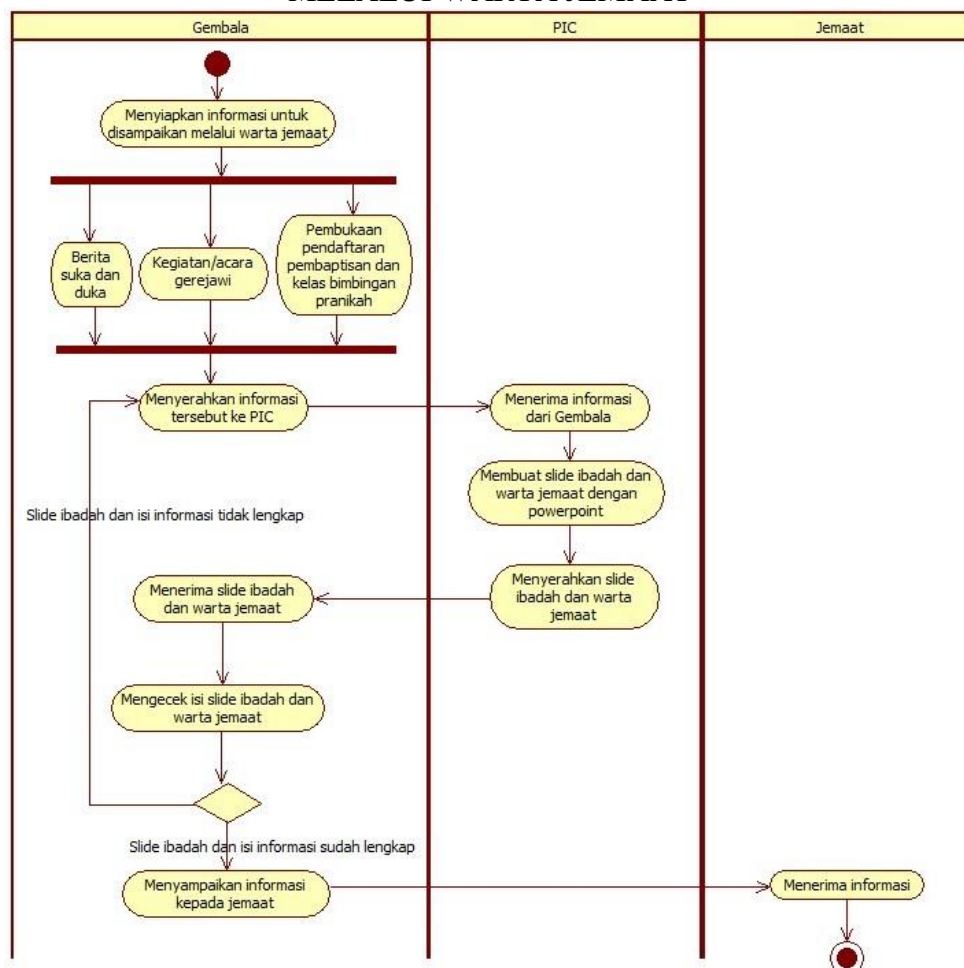 MELALUI WARTA JEMAAT
Gembala
PIC
Jemaat
Menyiapkan informasi untuk
disampaikan melalui warta jemaat
Berita
suka dan
duka
Kegiatan/acara
gerejawi
Pembukaan
pendaftaran
pembaptisan dan
kelas bimbingan
pranikah
Menyerahkan informasi
tersebut ke PIC
Menerima informasi
dari Gembala
Membuat slide ibadah dan
warta jemaat dengan
powerpoint
Slide ibadah dan isi informasi tidak lengkap
Menyerahkan slide
ibadah dan warta
jemaat
Menerima slide ibadah
dan warta jemaat
Mengecek isi slide ibadah dan
warta jemaat
Slide ibadah dan isi informasi sudah lengkap
Menyampaikan informasi
kepada jemaat
Menerima informasi